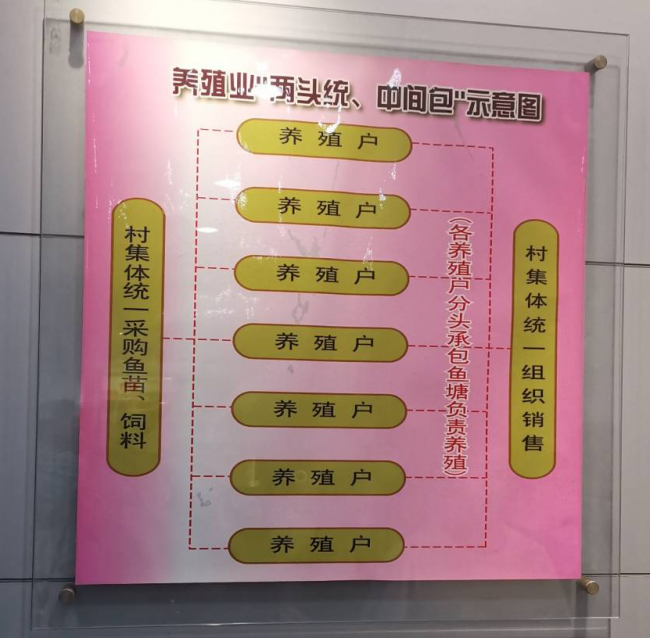 养殖业"两头统、中间包"示意图
村集体统一采购鱼苗、饲料
养殖户
养殖户
养殖户
养殖户
养殖户
养殖户
养殖户
(各养殖户分头承包鱼塘负责养殖)
村集体统一组织销售